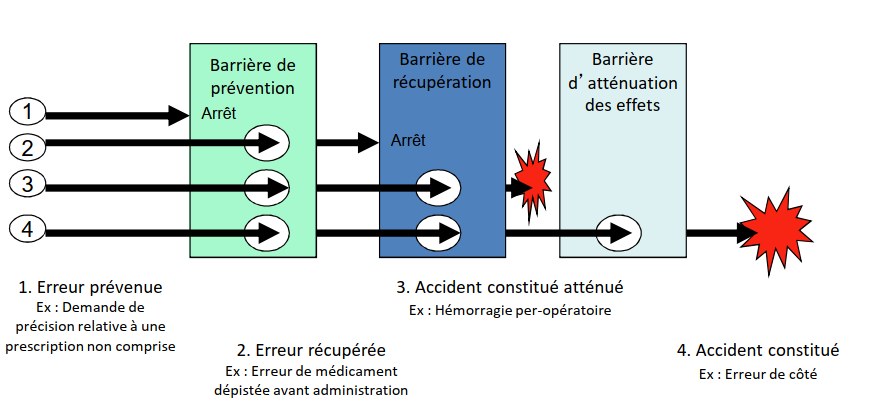 Barrière de
prévention
Barrière de
récupération
Barrière
d’atténuation
des effets
1
Arrêt
2
Arrêt
3
4
1. Erreur prévenue
Ex : Demande de
précision relative à une
prescription non comprise
2. Erreur récupérée
Ex : Erreur de médicament
dépistée avant administration
3. Accident constitué atténué
Ex : Hémorragie per-opératoire
4. Accident constitué
Ex : Erreur de côté